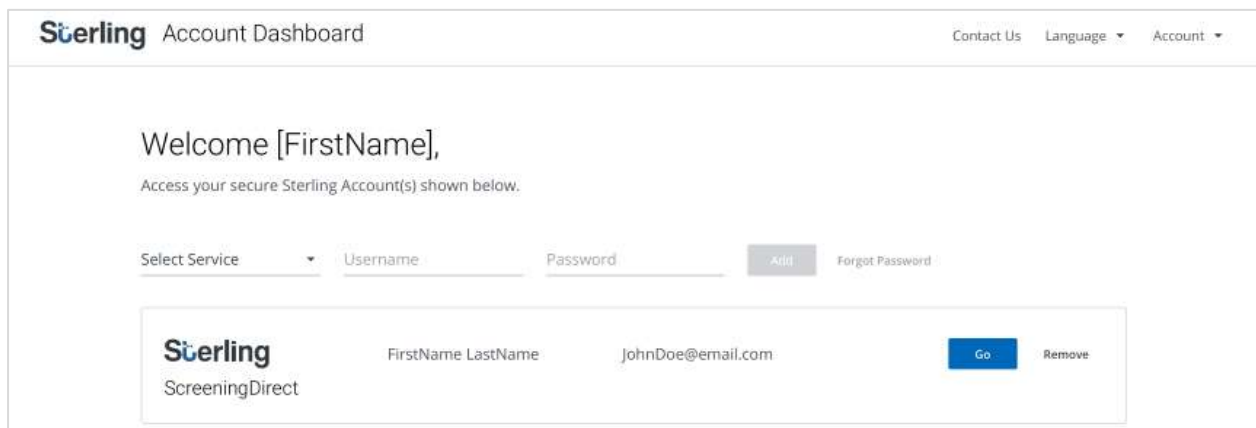 Sterling Account Dashboard Contact Us Language Account
Welcome [FirstName],
Access your secure Sterling Account(s) shown below.
Select Service Username Password Add Forgot Password
Sterling FirstName LastName JohnDoe@email.com Go Remove
ScreeningDirect